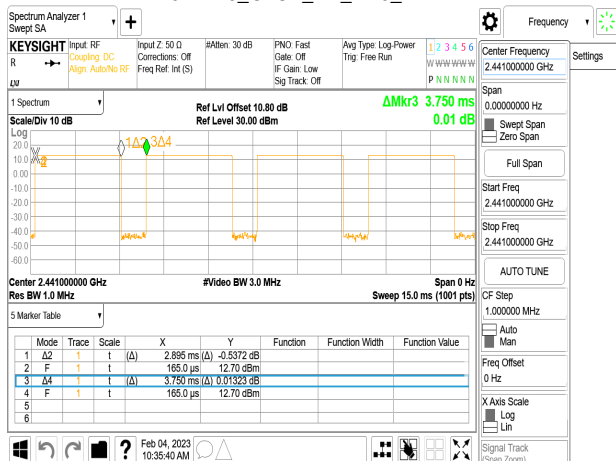 Spectrum Analyzer 1
Swept SA
Frequency
Settings
KEYSIGHT
R
Input: RF
Coupling: DC
Align: Auto/No RF
Input Z: 50 Ω
Corrections: Off
Freq Ref: Int (S)
#Atten: 30 dB
PNO: Fast
Gate: Off
IF Gain: Low
Sig Track: Off
Avg Type: Log-Power
Trig: Free Run
1 2 3 4 5 6
W W W W W W
P N N N N N
1 Spectrum
Scale/Div 10 dB
Ref Lvl Offset 10.80 dB
Ref Level 30.00 dBm
ΔMkr3 3.750 ms
0.01 dB
Log
20.0
10.0
0.00
-10.0
-20.0
-30.0
-40.0
-50.0
-60.0
3Δ4
Center 2.441000000 GHz
#Video BW 3.0 MHz
Span 0 Hz
Res BW 1.0 MHz
Sweep 15.0 ms (1001 pts)
5 Marker Table
Mode Trace Scale X Y Function Function Width Function Value
1 Δ2 1 t (Δ) 2.895 ms (Δ) -0.5372 dB
2 F 1 t 165.0 µs 12.70 dBm
3 Δ4 1 t (Δ) 3.750 ms (Δ) 0.01323 dB
4 F 1 t 165.0 µs 12.70 dBm
5
6
Feb 04, 2023
10:35:40 AM
Center Frequency
2.441000000 GHz
Span
0.00000000 Hz
Swept Span
Zero Span
Full Span
Start Freq
2.441000000 GHz
Stop Freq
2.441000000 GHz
AUTO TUNE
CF Step
1.000000 MHz
Auto
Man
Freq Offset
0 Hz
X Axis Scale
Log
Lin
Signal Track
(Span Zoom)